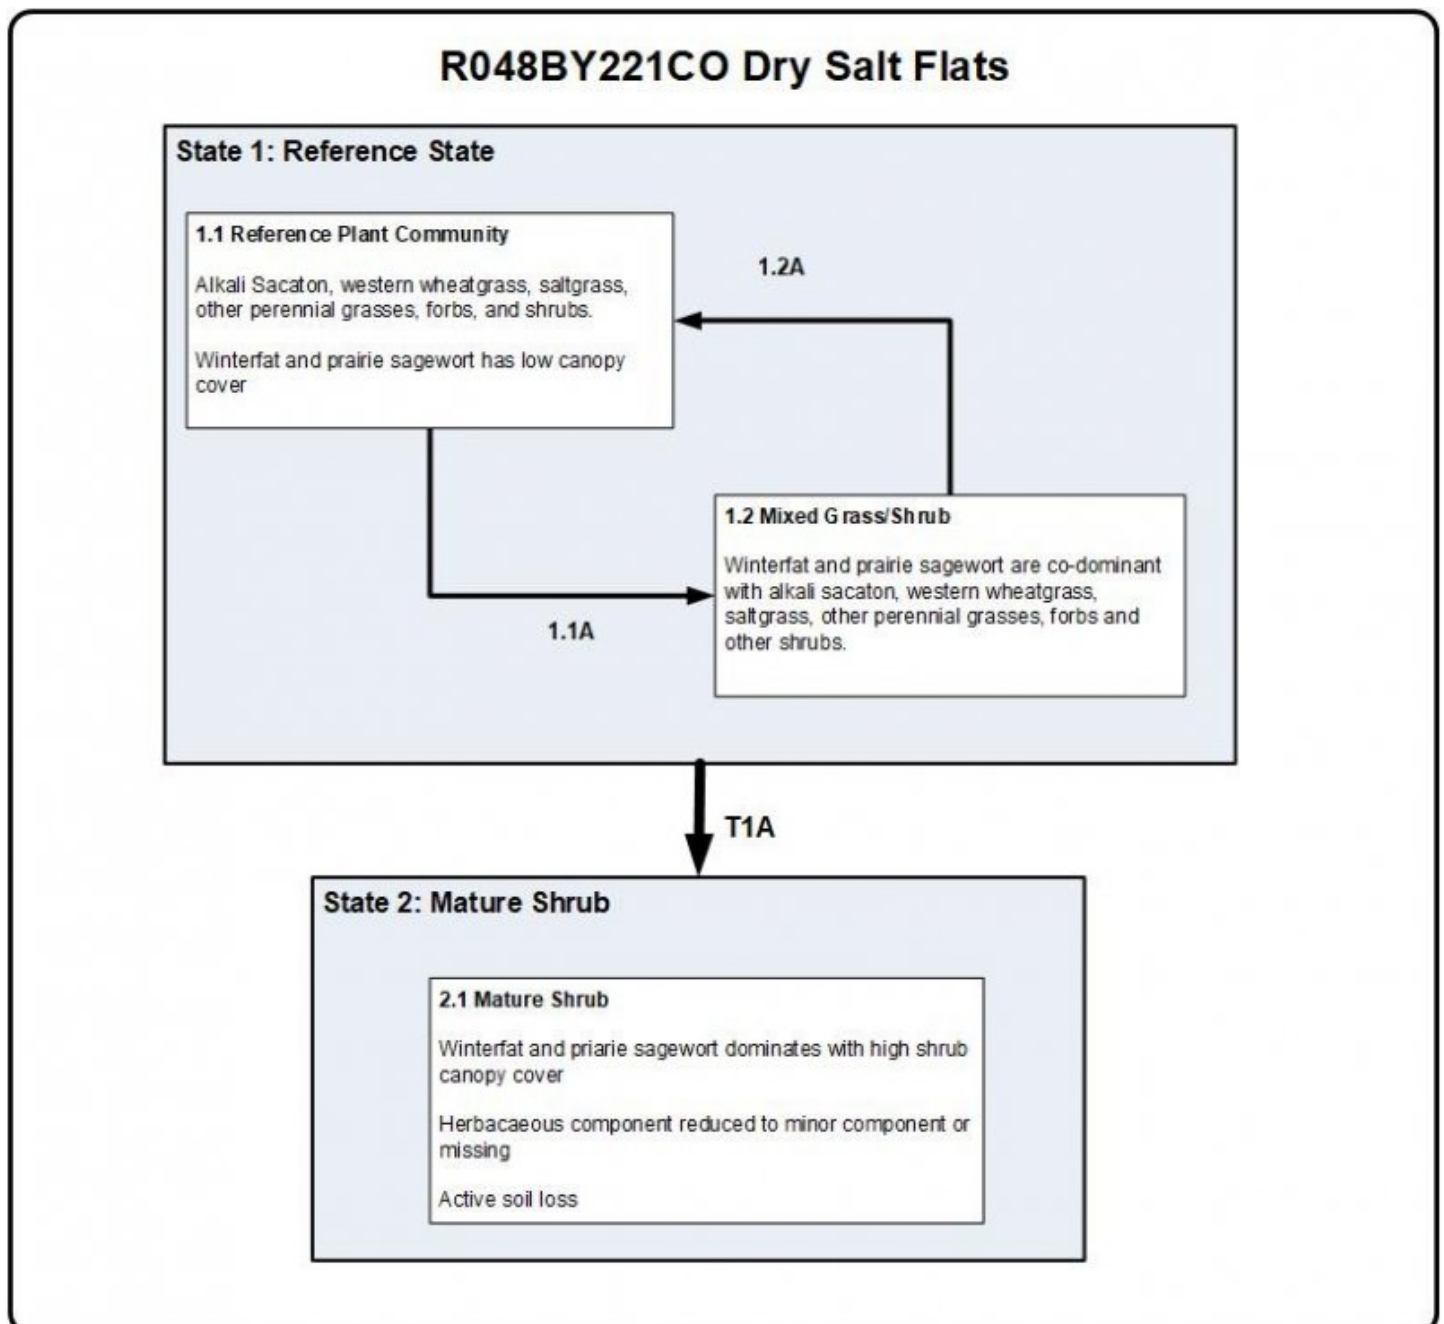 R048BY221CO Dry Salt Flats
State 1: Reference State
1.1 Reference Plant Community
Alkali Sacaton, western wheatgrass, saltgrass,
other perennial grasses, forbs, and shrubs.
Winterfat and prairie sagewort has low canopy
cover
1.2A
1.2 Mixed Grass/Shrub
Winterfat and prairie sagewort are co-dominant
with alkali sacaton, western wheatgrass,
saltgrass, other perennial grasses, forbs and
other shrubs.
1.1A
T1A
State 2: Mature Shrub
2.1 Mature Shrub
Winterfat and priarie sagewort dominates with high shrub
canopy cover
Herbacaeous component reduced to minor component or
missing
Active soil loss